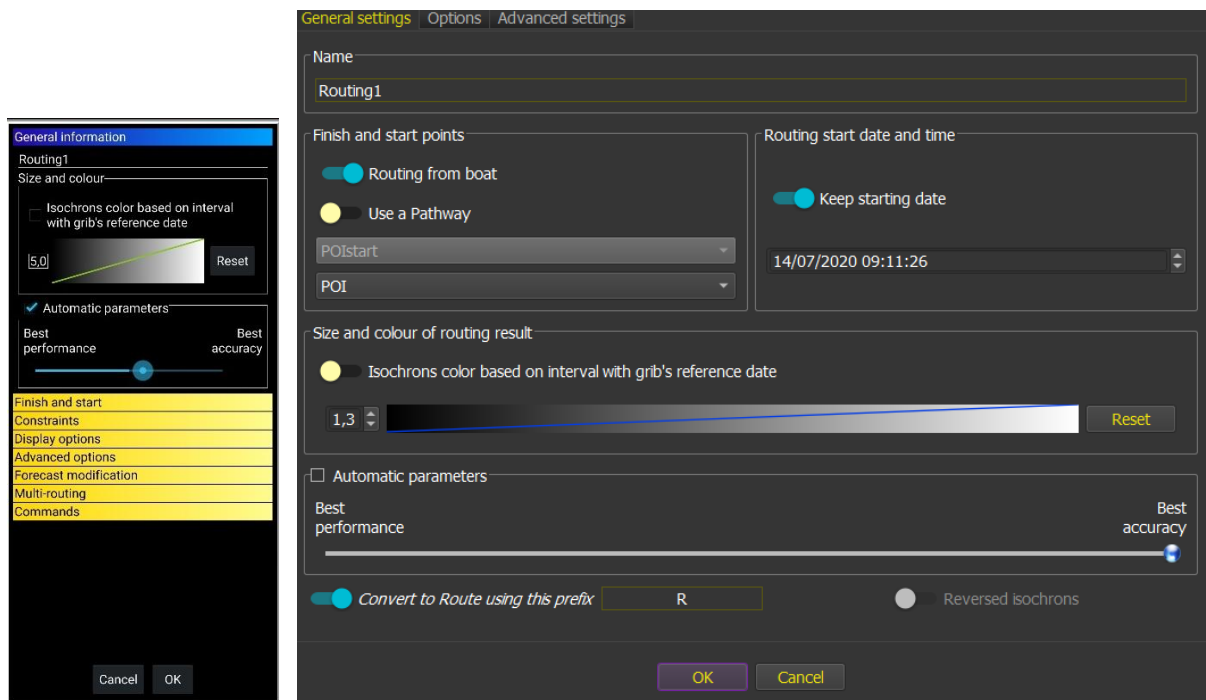 General information
Routing1
Size and colour
Isochrons color based on interval
with grib's reference date
5,0
Reset
Automatic parameters
Best
performance
Best
accuracy
Finish and start
Constraints
Display options
Advanced options
Forecast modification
Multi-routing
Commands
Cancel
OK
General settings
Options
Advanced settings
Name
Routing1
Finish and start points
Routing from boat
Use a Pathway
POIstart
POI
Routing start date and time
Keep starting date
14/07/2020 09:11:26
Size and colour of routing result
Isochrons color based on interval with grib's reference date
1,3
Reset
Automatic parameters
Best
performance
Best
accuracy
Convert to Route using this prefix
R
Reversed isochrons
OK
Cancel